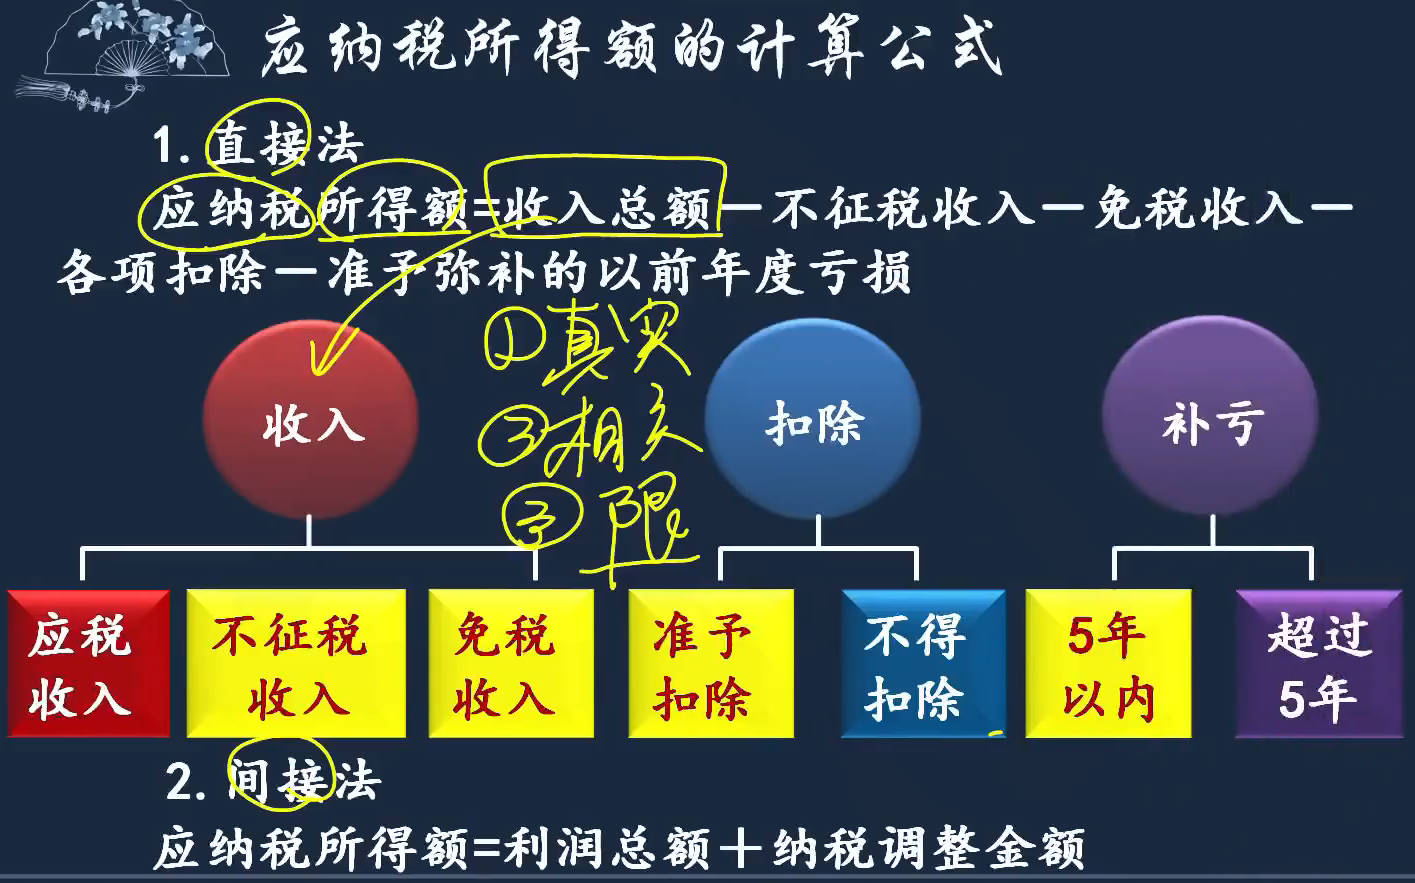 应纳税所得额的计算公式
1. 直接法
应纳税所得额=收入总额－不征税收入－免税收入－
各项扣除－准予弥补的以前年度亏损
①真实
②相关
③限
收入
扣除
补亏
应税
收入
不征税
收入
免税
收入
准予
扣除
不得
扣除
5年
以内
超过
5年
2. 间接法
应纳税所得额=利润总额＋纳税调整金额